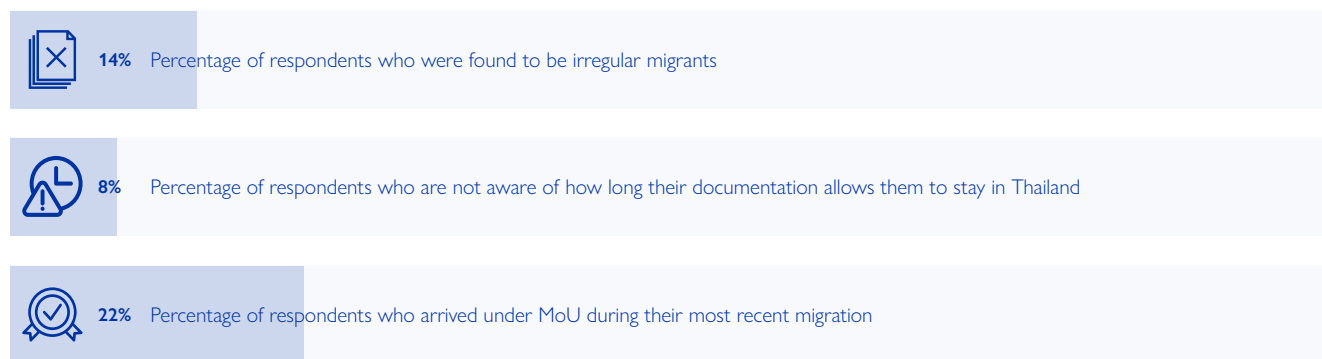 14% Percentage of respondents who were found to be irregular migrants
8% Percentage of respondents who are not aware of how long their documentation allows them to stay in Thailand
22% Percentage of respondents who arrived under MoU during their most recent migration